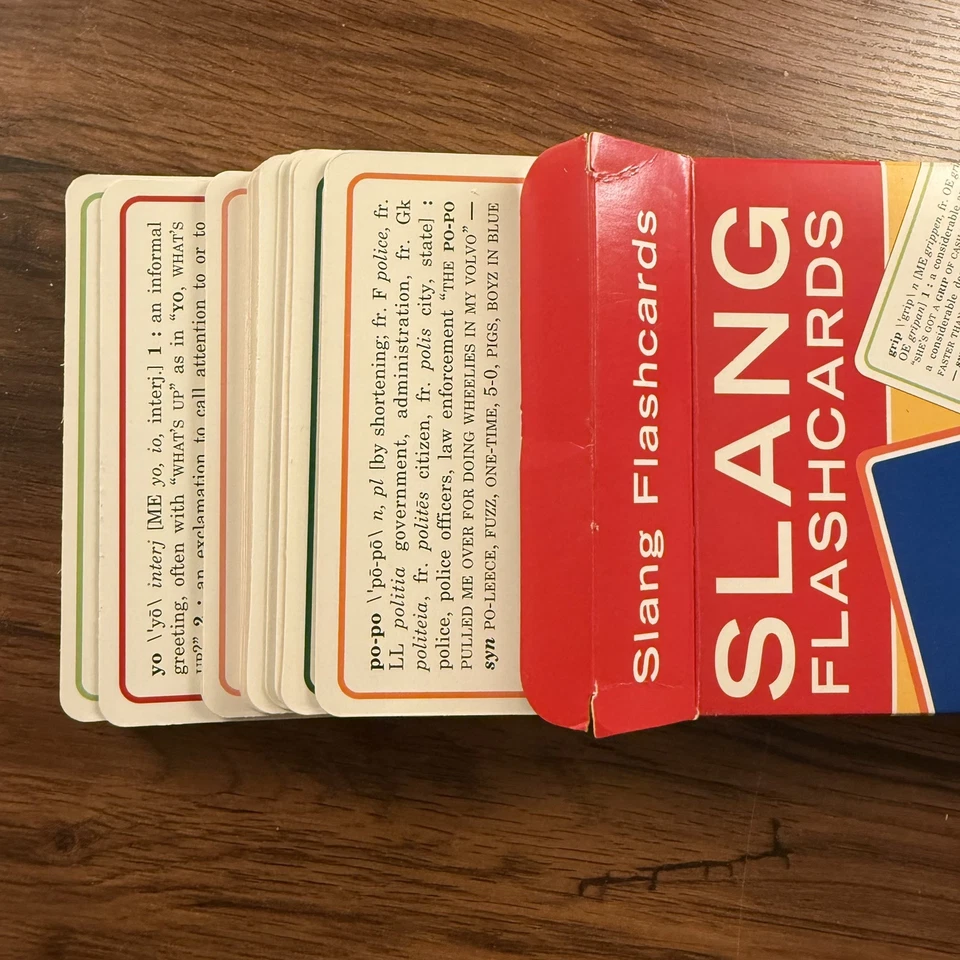 yo \'yō\ interj [ME yo, io, interj.] 1 : an informal
greeting, often with "WHAT'S UP" as in "YO, WHAT'S
UP?" 2 : an exclamation to call attention to or to
po-po \'pō-pō\ n, pl [by shortening; fr. F police, fr.
LL politia government, administration, fr. Gk
politeia, fr. politēs citizen, fr. polis city, state] :
police, police officers, law enforcement "THE PO-PO
PULLED ME OVER FOR DOING WHEELIES IN MY VOLVO" —
syn PO-LEECE, FUZZ, ONE-TIME, 5-0, PIGS, BOYZ IN BLUE
Slang Flashcards
SLANG
FLASHCARDS
grip \'grip\ n [ME grippen, fr. OE
OE gripan] 1 : a considerable
a considerable
"SHE'S GOT A GRIP OF CASH
FASTER THAN